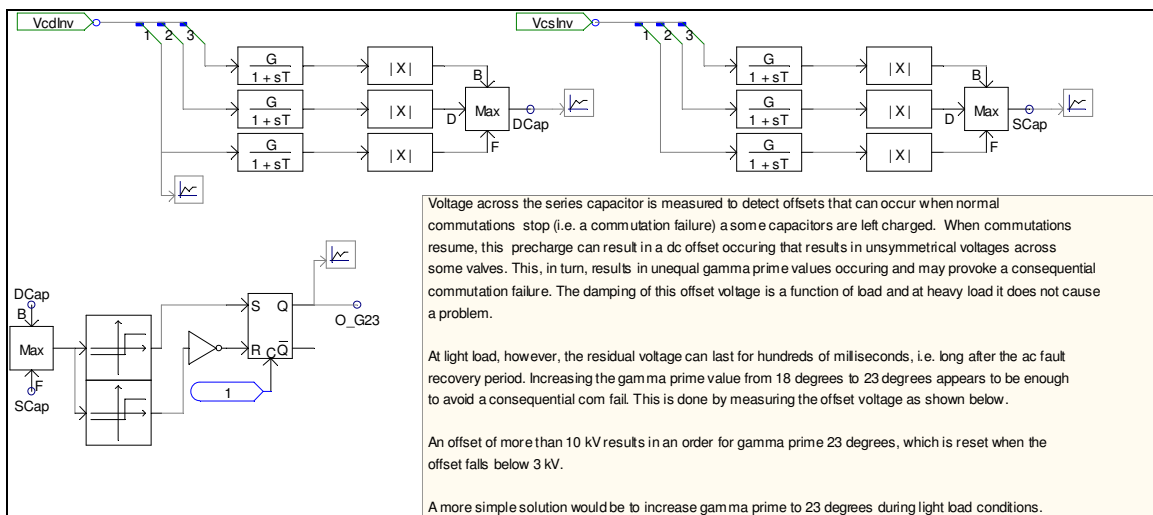 VcdInv
1 2 3
G
1 + sT
|X|
G
1 + sT
|X|
G
1 + sT
|X|
B
D
F
Max
DCap
VcsInv
1 2 3
G
1 + sT
|X|
G
1 + sT
|X|
G
1 + sT
|X|
B
D
F
Max
SCap
Voltage across the series capacitor is measured to detect offsets that can occur when normal
commutations stop (i.e. a commutation failure) a some capacitors are left charged. When commutations
resume, this precharge can result in a dc offset occuring that results in unsymmetrical voltages across
some valves. This, in turn, results in unequal gamma prime values occuring and may provoke a consequential
commutation failure. The damping of this offset voltage is a function of load and at heavy load it does not cause
a problem.
At light load, however, the residual voltage can last for hundreds of milliseconds, i.e. long after the ac fault
recovery period. Increasing the gamma prime value from 18 degrees to 23 degrees appears to be enough
to avoid a consequential com fail. This is done by measuring the offset voltage as shown below.
An offset of more than 10 kV results in an order for gamma prime 23 degrees, which is reset when the
offset falls below 3 kV.
A more simple solution would be to increase gamma prime to 23 degrees during light load conditions.
DCap
B
Max
F
SCap
S Q
R C Q̅
1
O_G23